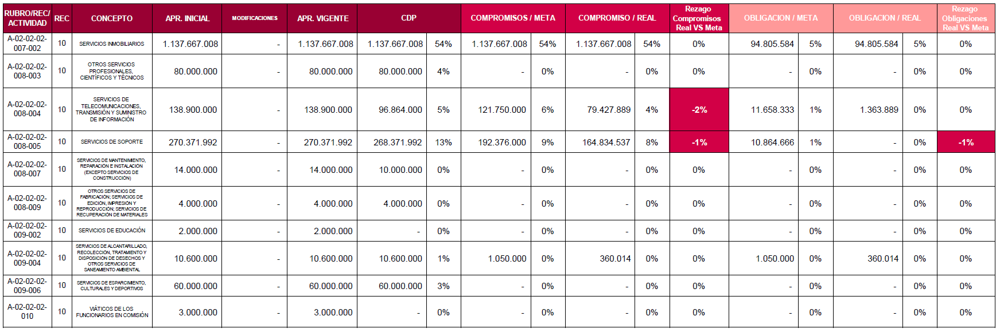 RUBRO/REC/ ACTIVIDAD REC CONCEPTO APR. INICIAL MODIFICACIONES APR. VIGENTE CDP COMPROMISOS / META COMPROMISO / REAL Rezago Compromisos Real VS Meta OBLIGACION / META OBLIGACION / REAL Rezago Obligaciones Real VS Meta
A-02-02-02-007-002 10 SERVICIOS INMOBILIARIOS 1.137.667.008 - 1.137.667.008 1.137.667.008 54% 1.137.667.008 54% 1.137.667.008 54% 0% 94.805.584 5% 94.805.584 5% 0%
A-02-02-02-008-003 10 OTROS SERVICIOS PROFESIONALES, CIENTÍFICOS Y TÉCNICOS 80.000.000 - 80.000.000 80.000.000 4% - 0% - 0% 0% - 0% - 0% 0%
A-02-02-02-008-004 10 SERVICIOS DE TELECOMUNICACIONES, TRANSMISIÓN Y SUMINISTRO DE INFORMACIÓN 138.900.000 - 138.900.000 96.864.000 5% 121.750.000 6% 79.427.889 4% -2% 11.658.333 1% 1.363.889 0% 0%
A-02-02-02-008-005 10 SERVICIOS DE SOPORTE 270.371.992 - 270.371.992 268.371.992 13% 192.376.000 9% 164.834.537 8% -1% 10.864.666 1% - 0% -1%
A-02-02-02-008-007 10 SERVICIOS DE MANTENIMIENTO, REPARACIÓN E INSTALACIÓN (EXCEPTO SERVICIOS DE CONSTRUCCIÓN) 14.000.000 - 14.000.000 10.000.000 0% - 0% - 0% 0% - 0% - 0% 0%
A-02-02-02-008-009 10 OTROS SERVICIOS DE FABRICACIÓN; SERVICIOS DE EDICIÓN, IMPRESIÓN Y REPRODUCCIÓN; SERVICIOS DE RECUPERACIÓN DE MATERIALES 4.000.000 - 4.000.000 4.000.000 0% - 0% - 0% 0% - 0% - 0% 0%
A-02-02-02-009-002 10 SERVICIOS DE EDUCACIÓN 2.000.000 - 2.000.000 - 0% - 0% - 0% 0% - 0% - 0% 0%
A-02-02-02-009-004 10 SERVICIOS DE ALCANTARILLADO, RECOLECCIÓN, TRATAMIENTO Y DISPOSICIÓN DE DESECHOS Y OTROS SERVICIOS DE SANEAMIENTO AMBIENTAL 10.600.000 - 10.600.000 10.600.000 1% 1.050.000 0% 360.014 0% 0% 1.050.000 0% 360.014 0% 0%
A-02-02-02-009-006 10 SERVICIOS DE ESPARCIMIENTO, CULTURALES Y DEPORTIVOS 60.000.000 - 60.000.000 60.000.000 3% - 0% - 0% 0% - 0% - 0% 0%
A-02-02-02-010 10 VIÁTICOS DE LOS FUNCIONARIOS EN COMISIÓN 3.000.000 - 3.000.000 - 0% - 0% - 0% 0% - 0% - 0% 0%